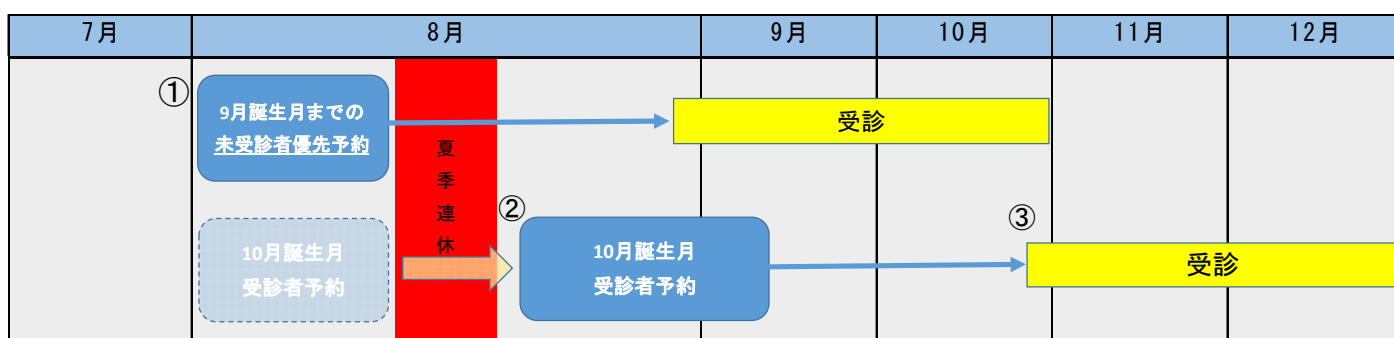 7月
8月
9月
10月
11月
12月
①
9月誕生月までの
未受診者優先予約
受診
夏
季
連
休
②
③
10月誕生月
受診者予約
10月誕生月
受診者予約
受診